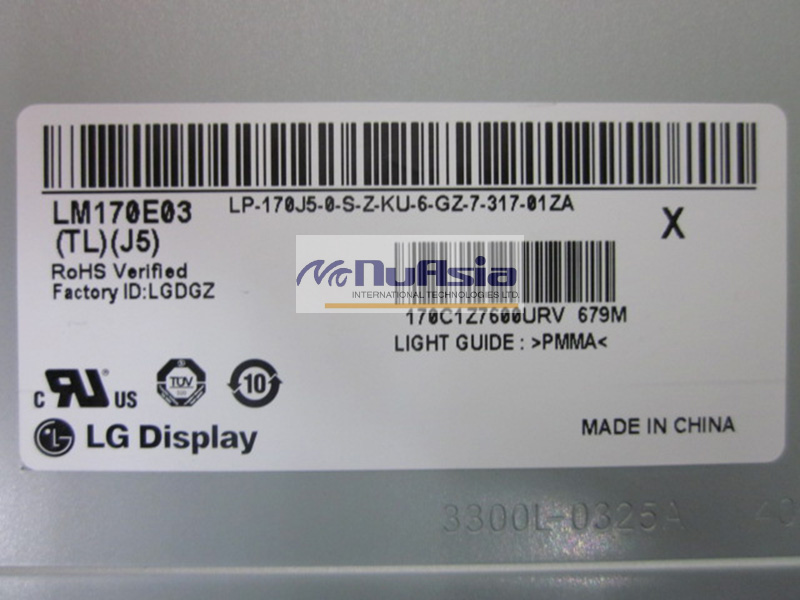 LM170E03
LP-170J5-0-S-Z-KU-6-GZ-7-317-01ZA
X
(TL)(J5)
RoHS Verified
Factory ID:LGDGZ
NuAsia
INTERNATIONAL TECHNOLOGIES LTD.
170C1Z7600URV 679M
LIGHT GUIDE : >PMMA<
C RU US
TÜV
10
LG Display
MADE IN CHINA
3300L-0325A